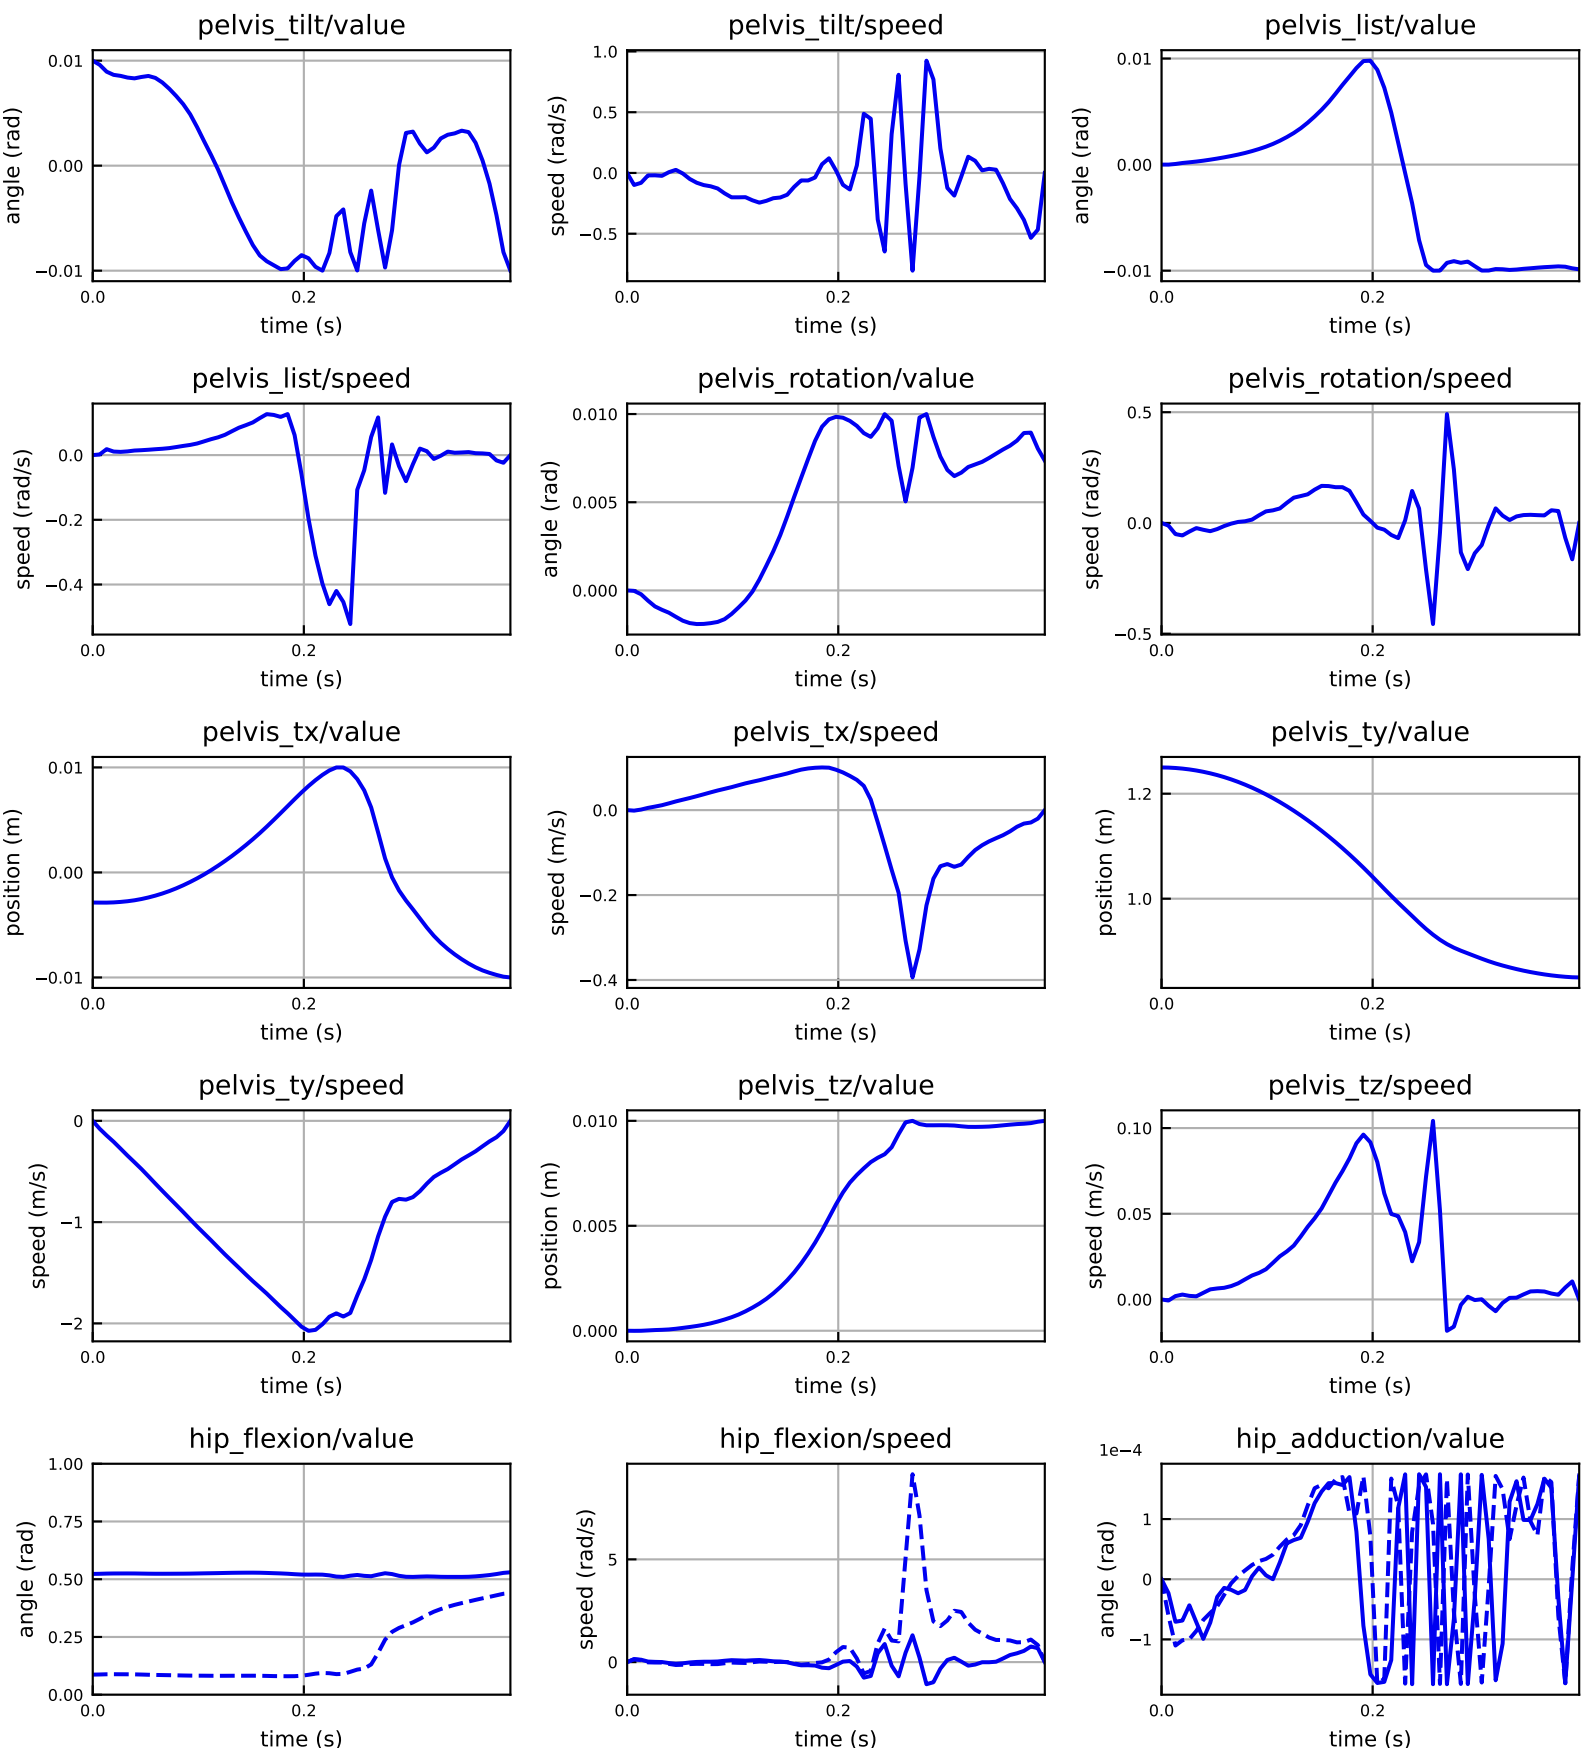 pelvis_tilt/value
pelvis_tilt/speed
pelvis_list/value
0.01
0.00
−0.01
angle (rad)
0.0
0.2
time (s)
1.0
0.5
0.0
−0.5
speed (rad/s)
0.0
0.2
time (s)
0.01
0.00
−0.01
angle (rad)
0.0
0.2
time (s)
pelvis_list/speed
pelvis_rotation/value
pelvis_rotation/speed
0.0
−0.2
−0.4
speed (rad/s)
0.0
0.2
time (s)
0.010
0.005
0.000
angle (rad)
0.0
0.2
time (s)
0.5
0.0
−0.5
speed (rad/s)
0.0
0.2
time (s)
pelvis_tx/value
pelvis_tx/speed
pelvis_ty/value
0.01
0.00
−0.01
position (m)
0.0
0.2
time (s)
0.0
−0.2
−0.4
speed (m/s)
0.0
0.2
time (s)
1.2
1.0
position (m)
0.0
0.2
time (s)
pelvis_ty/speed
pelvis_tz/value
pelvis_tz/speed
0
−1
−2
speed (m/s)
0.0
0.2
time (s)
0.010
0.005
0.000
position (m)
0.0
0.2
time (s)
0.10
0.05
0.00
speed (m/s)
0.0
0.2
time (s)
hip_flexion/value
hip_flexion/speed
hip_adduction/value
1.00
0.75
0.50
0.25
0.00
angle (rad)
0.0
0.2
time (s)
5
0
speed (rad/s)
0.0
0.2
time (s)
1e−4
1
0
−1
angle (rad)
0.0
0.2
time (s)